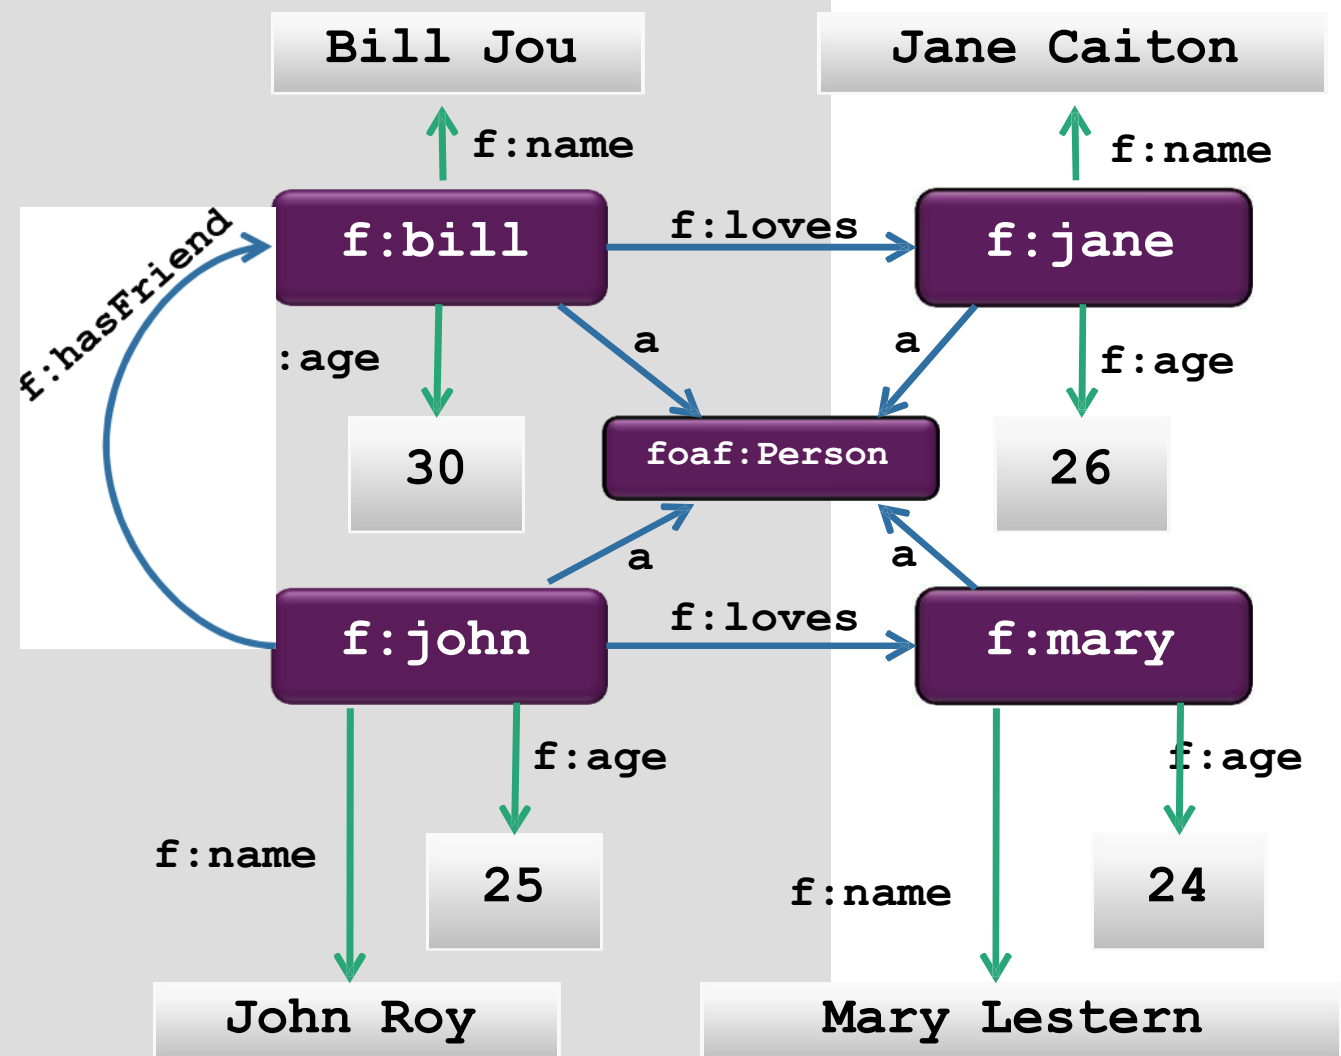 Bill Jou
Jane Caiton
f:name
f:name
f:bill
f:loves
f:jane
f:hasFriend
:age
a
a
f:age
30
foaf:Person
26
a
a
f:john
f:loves
f:mary
f:age
f:age
f:name
25
f:name
24
John Roy
Mary Lestern